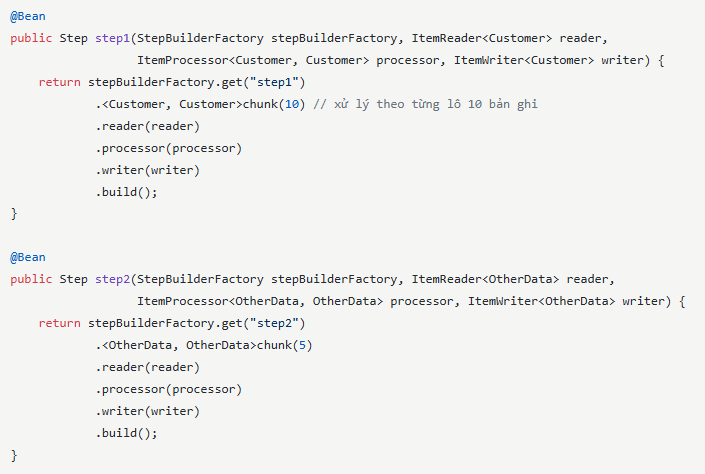 @Bean
public Step step1(StepBuilderFactory stepBuilderFactory, ItemReader<Customer> reader,
                  ItemProcessor<Customer, Customer> processor, ItemWriter<Customer> writer) {
    return stepBuilderFactory.get("step1")
            .<Customer, Customer>chunk(10) // xử lý theo từng lô 10 bản ghi
            .reader(reader)
            .processor(processor)
            .writer(writer)
            .build();
}

@Bean
public Step step2(StepBuilderFactory stepBuilderFactory, ItemReader<OtherData> reader,
                  ItemProcessor<OtherData, OtherData> processor, ItemWriter<OtherData> writer) {
    return stepBuilderFactory.get("step2")
            .<OtherData, OtherData>chunk(5)
            .reader(reader)
            .processor(processor)
            .writer(writer)
            .build();
}